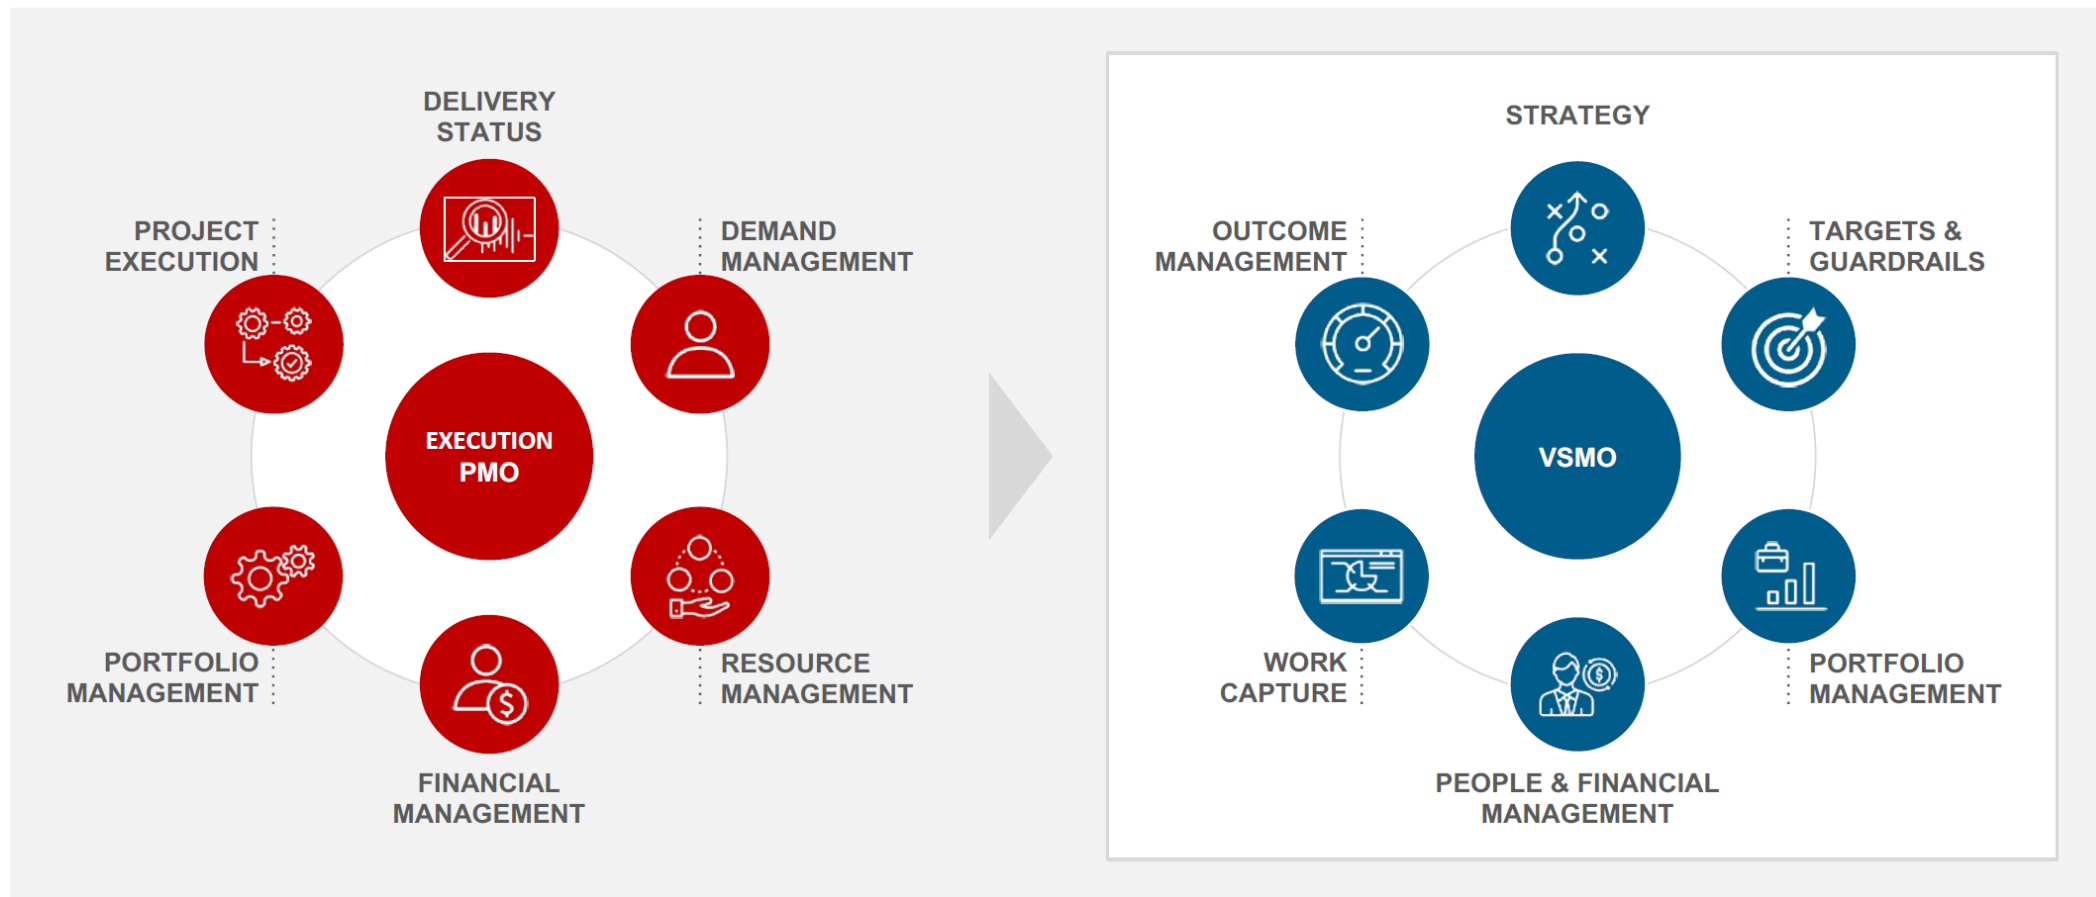 DELIVERY
STATUS
PROJECT
EXECUTION
DEMAND
MANAGEMENT
EXECUTION
PMO
PORTFOLIO
MANAGEMENT
RESOURCE
MANAGEMENT
FINANCIAL
MANAGEMENT
STRATEGY
OUTCOME
MANAGEMENT
TARGETS &
GUARDRAILS
VSMO
WORK
CAPTURE
PORTFOLIO
MANAGEMENT
PEOPLE & FINANCIAL
MANAGEMENT